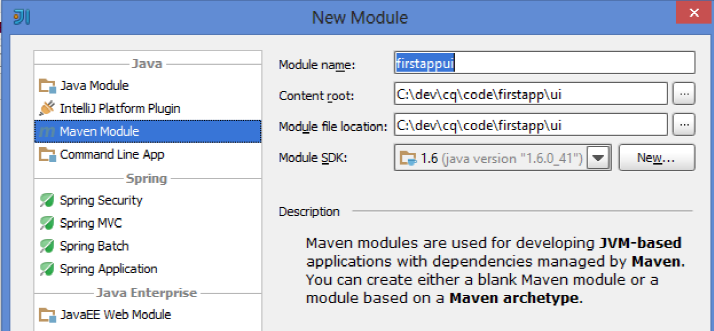 New Module
Java
Java Module
IntelliJ Platform Plugin
Maven Module
Command Line App
Spring
Spring Security
Spring MVC
Spring Batch
Spring Application
Java Enterprise
JavaEE Web Module
Module name: firstappui
Content root: C:\dev\cq\code\firstapp\ui ...
Module file location: C:\dev\cq\code\firstapp\ui ...
Module SDK: 1.6 (java version "1.6.0_41") New...
Description
Maven modules are used for developing JVM-based
applications with dependencies managed by Maven.
You can create either a blank Maven module or a
module based on a Maven archetype.